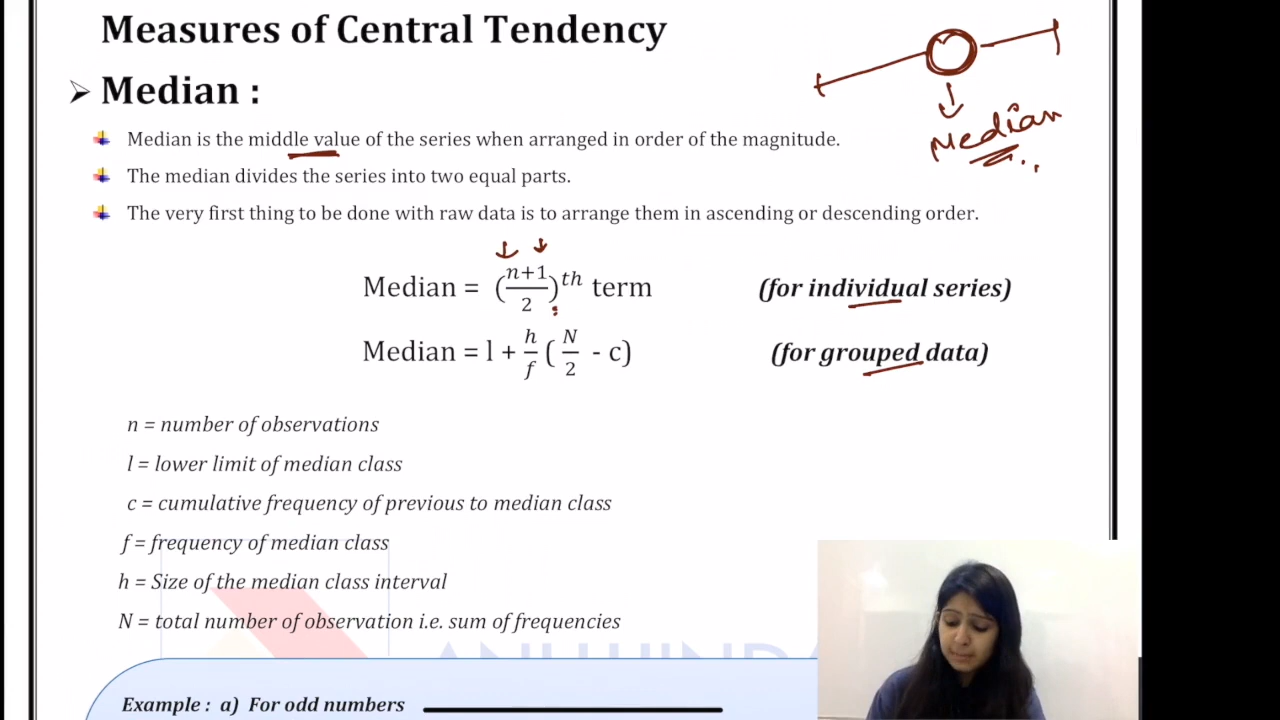 Measures of Central Tendency
➤ Median :
Median is the middle value of the series when arranged in order of the magnitude.
Median
The median divides the series into two equal parts.
The very first thing to be done with raw data is to arrange them in ascending or descending order.
Median = (n+1/2)^th term (for individual series)
Median = l + h/f (N/2 - c) (for grouped data)
n = number of observations
l = lower limit of median class
c = cumulative frequency of previous to median class
f = frequency of median class
h = Size of the median class interval
N = total number of observation i.e. sum of frequencies
Example : a) For odd numbers